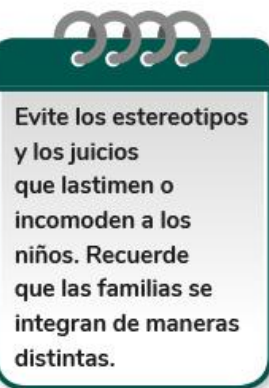 Evite los estereotipos
y los juicios
que lastimen o
incomoden a los
niños. Recuerde
que las familias se
integran de maneras
distintas.